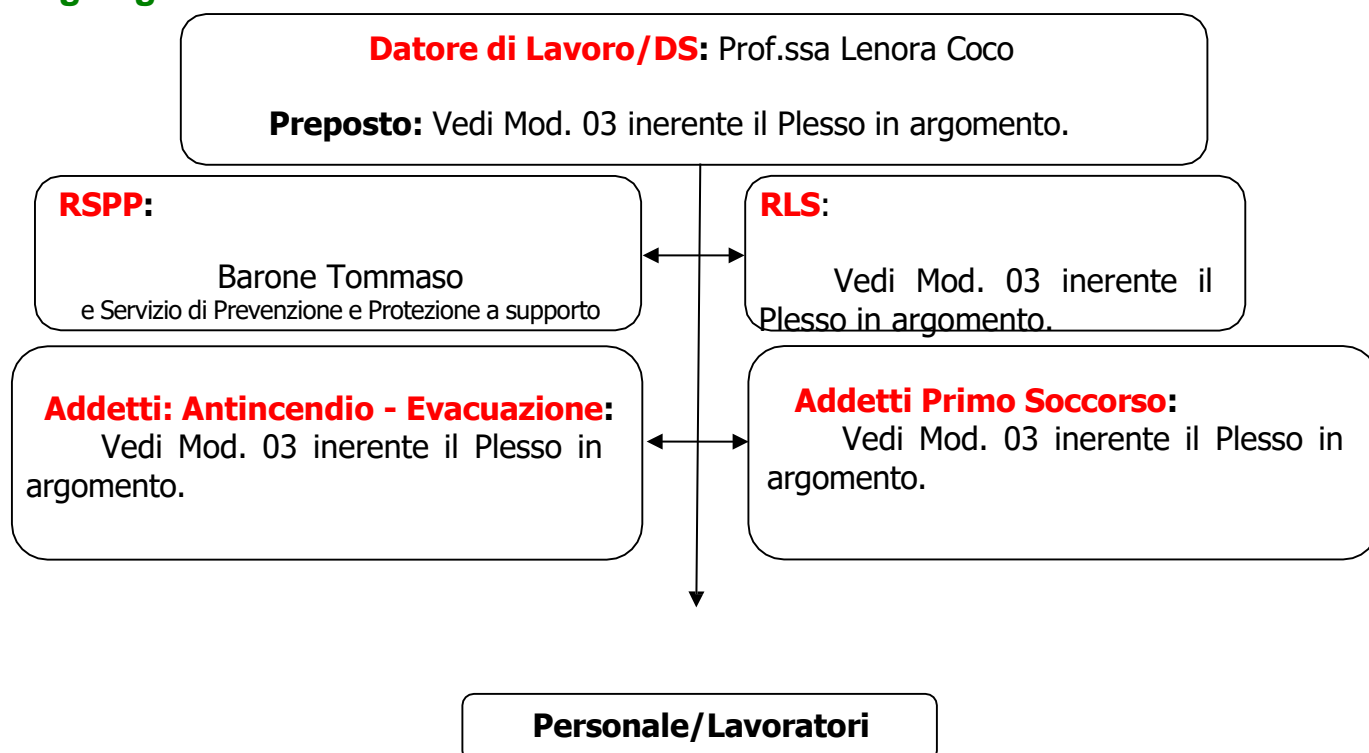 Datore di Lavoro/DS: Prof.ssa Lenora Coco
Preposto: Vedi Mod. 03 inerente il Plesso in argomento.
RSPP:
Barone Tommaso
e Servizio di Prevenzione e Protezione a supporto
RLS:
Vedi Mod. 03 inerente il
Plesso in argomento.
Addetti: Antincendio - Evacuazione:
Vedi Mod. 03 inerente il Plesso in
argomento.
Addetti Primo Soccorso:
Vedi Mod. 03 inerente il Plesso in
argomento.
Personale/Lavoratori